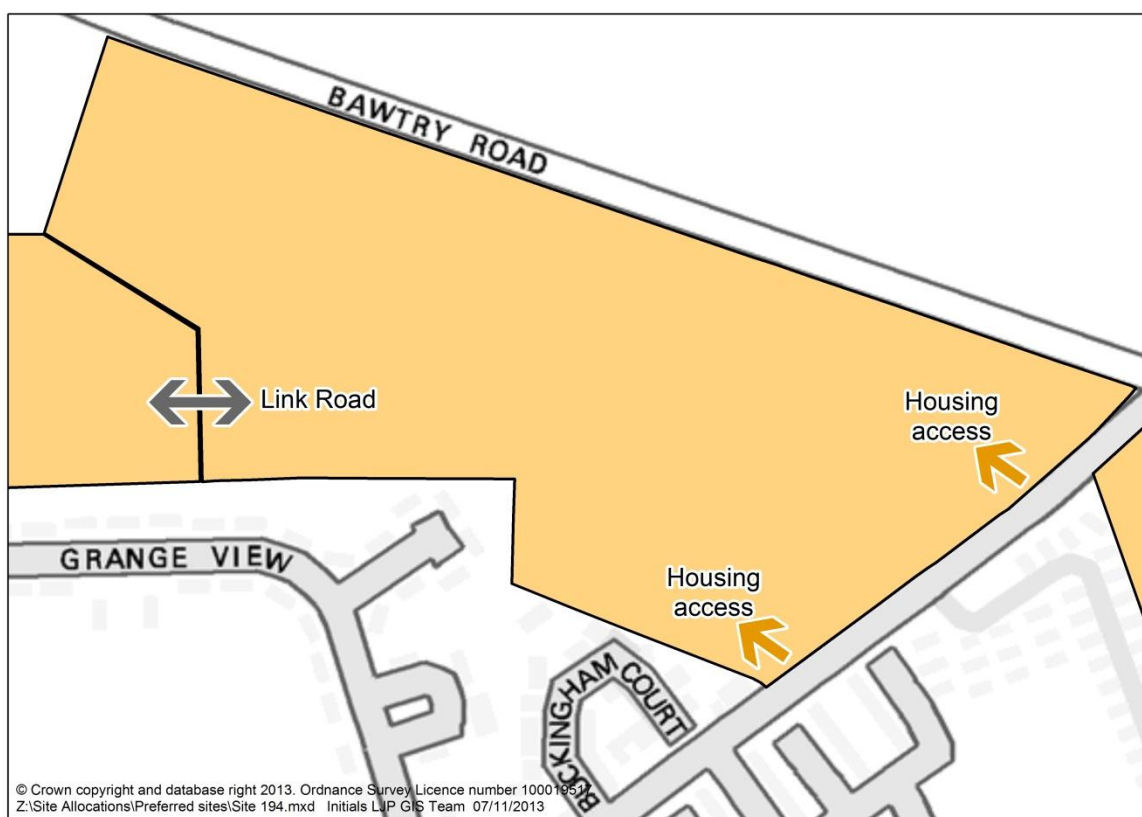 BAWTRY ROAD
Housing
access
Link Road
GRANGE VIEW
Housing
access
BUCKINGHAM COURT
© Crown copyright and database right 2013. Ordnance Survey Licence number 100019517
Z:\Site Allocations\Preferred sites\Site 194.mxd Initials LJP GIS Team 07/11/2013